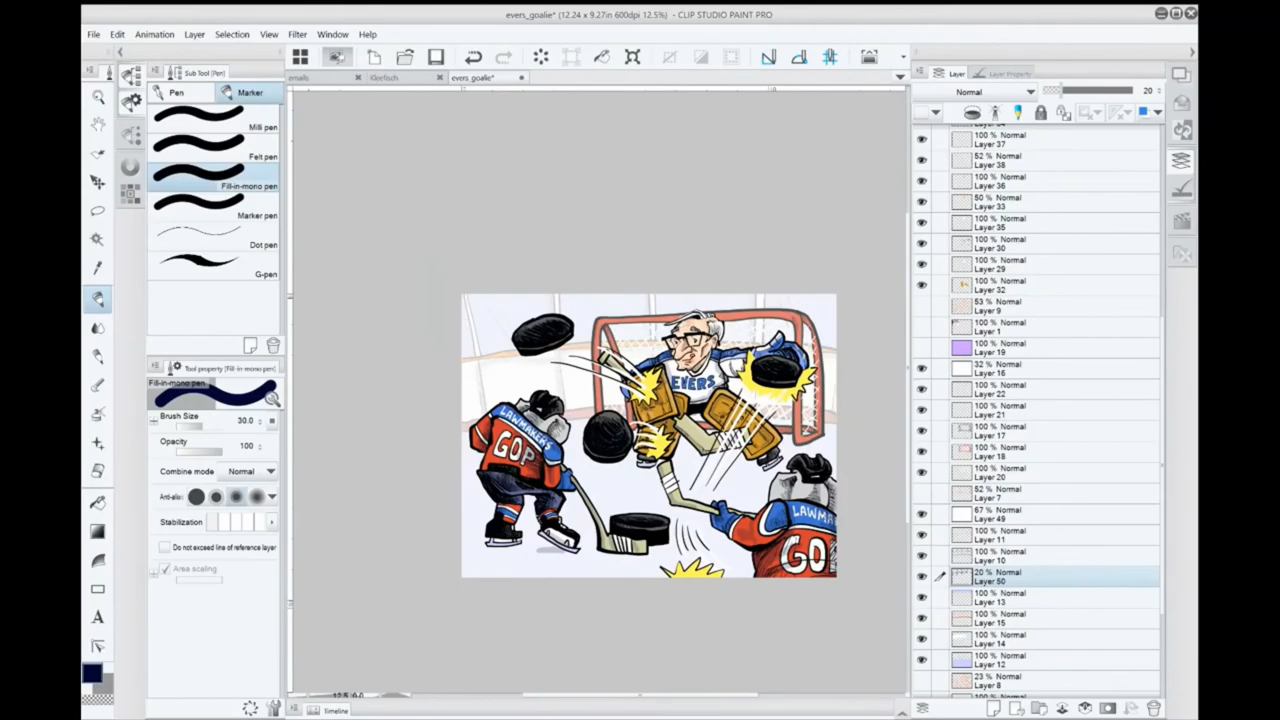 evers_goalie* (12.24 x 9.27in 600dpi 12.5%) - CLIP STUDIO PAINT PRO
File Edit Animation Layer Selection View Filter Window Help
emails Kleefisch evers_goalie*
Sub Tool [Pen]
Pen Marker
Milli pen
Felt pen
Fill-in-mono pen
Marker pen
Dot pen
G-pen
Tool property [Fill-in-mono pen]
Fill-in-mono pen
Brush Size 30.0
Opacity 100
Combine mode Normal
Anti-alia
Stabilization
Do not exceed line of reference layer
Area scaling
EVERS
LAWMAKERS
GOP
LAWMA
GO
Timeline
Layer Layer Property
Normal 20
100 % Normal
Layer 37
52 % Normal
Layer 38
100 % Normal
Layer 36
50 % Normal
Layer 33
100 % Normal
Layer 35
100 % Normal
Layer 30
100 % Normal
Layer 29
100 % Normal
Layer 32
53 % Normal
Layer 9
100 % Normal
Layer 1
100 % Normal
Layer 19
32 % Normal
Layer 16
100 % Normal
Layer 22
100 % Normal
Layer 21
100 % Normal
Layer 17
100 % Normal
Layer 18
100 % Normal
Layer 20
52 % Normal
Layer 7
67 % Normal
Layer 49
100 % Normal
Layer 11
100 % Normal
Layer 10
20 % Normal
Layer 50
100 % Normal
Layer 13
100 % Normal
Layer 15
100 % Normal
Layer 14
100 % Normal
Layer 12
23 % Normal
Layer 8